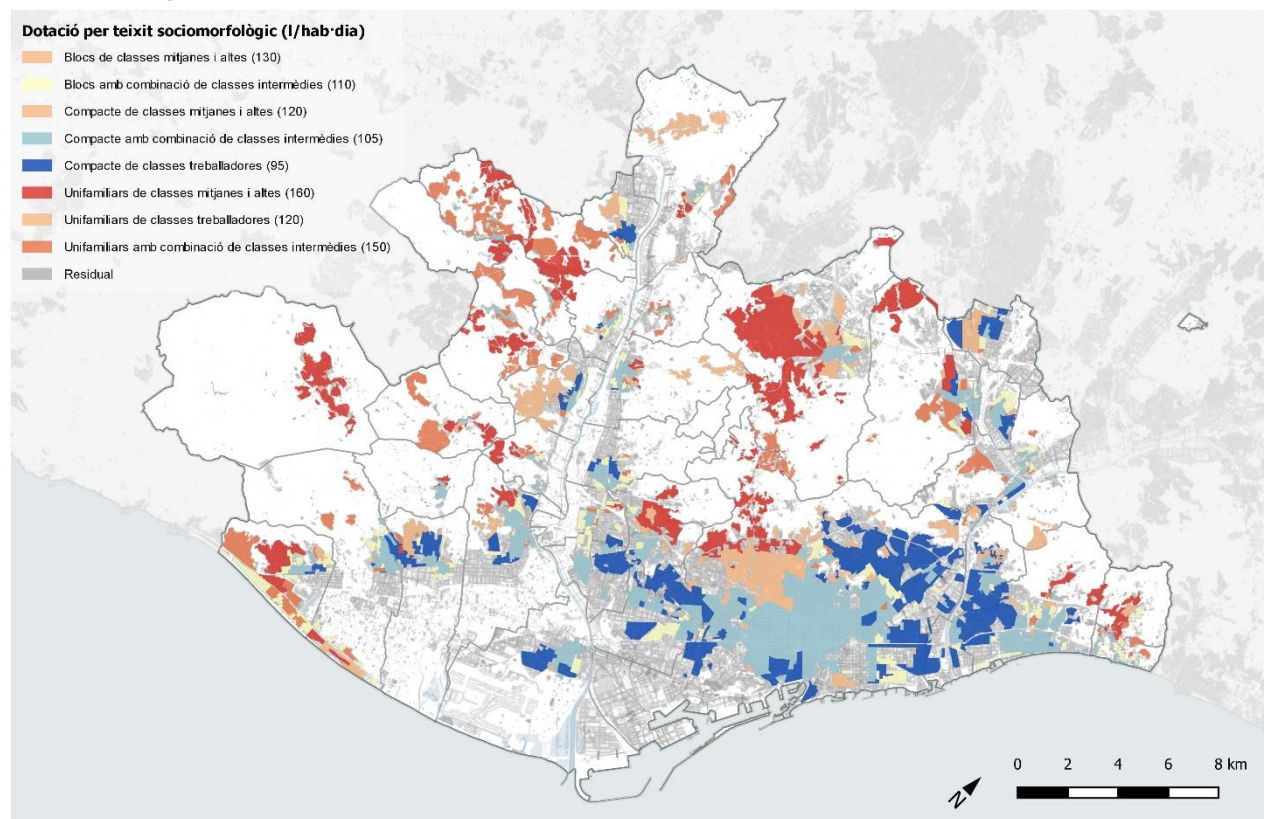 Dotació per teixit sociomorfològic (l/hab·dia)
Blocs de classes mitjanes i altes (130)
Blocs amb combinació de classes intermèdies (110)
Compacte de classes mitjanes i altes (120)
Compacte amb combinació de classes intermèdies (105)
Compacte de classes treballadores (95)
Unifamiliars de classes mitjanes i altes (160)
Unifamiliars de classes treballadores (120)
Unifamiliars amb combinació de classes intermèdies (150)
Residual
0 2 4 6 8 km
N